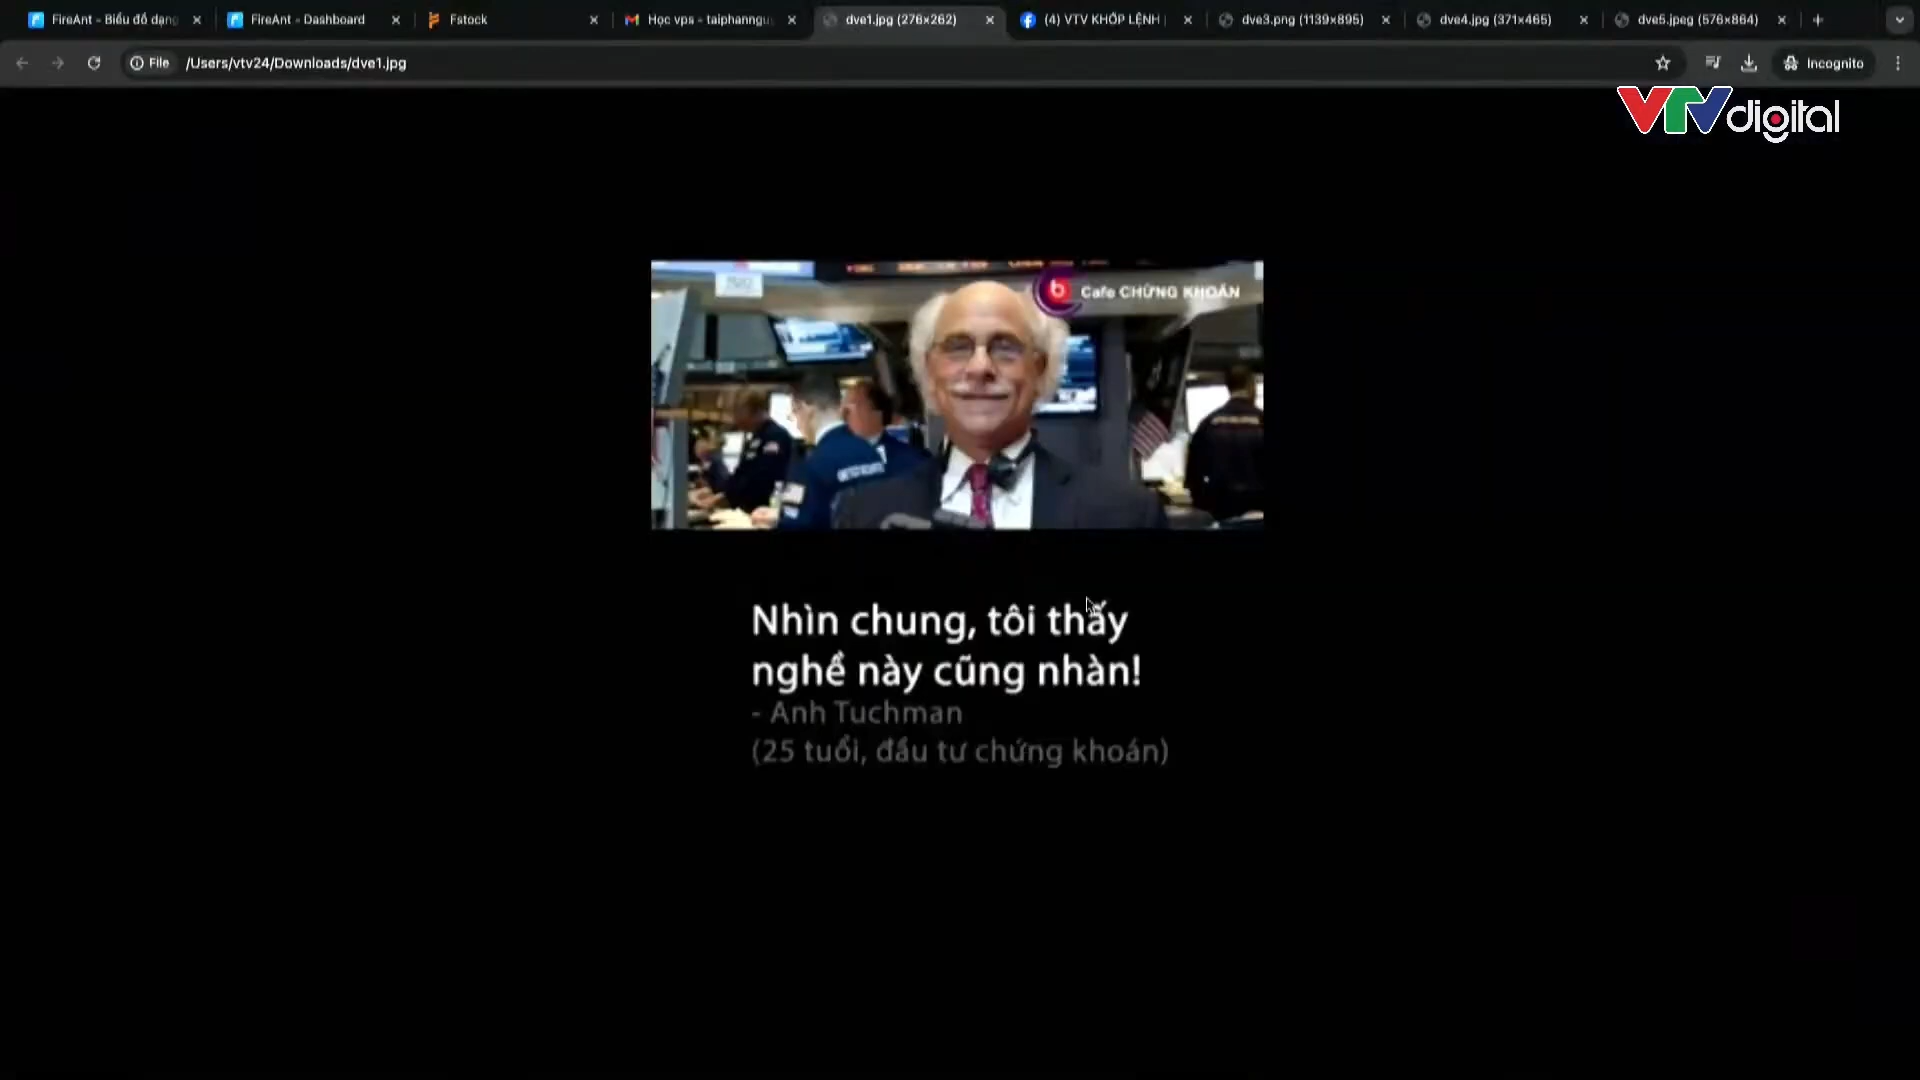 FireAnt - Biểu đồ dạng
FireAnt - Dashboard
Fstock
Học vps - taiphanngu
dve1.jpg (276×262)
(4) VTV KHỚP LỆNH
dve3.png (1139×895)
dve4.jpg (371×465)
dve5.jpeg (576×864)
File
/Users/vtv24/Downloads/dve1.jpg
Incognito
VTVdigital
Cafe CHỨNG KHOÁN
Nhìn chung, tôi thấy
nghề này cũng nhàn!
- Anh Tuchman
(25 tuổi, đầu tư chứng khoán)